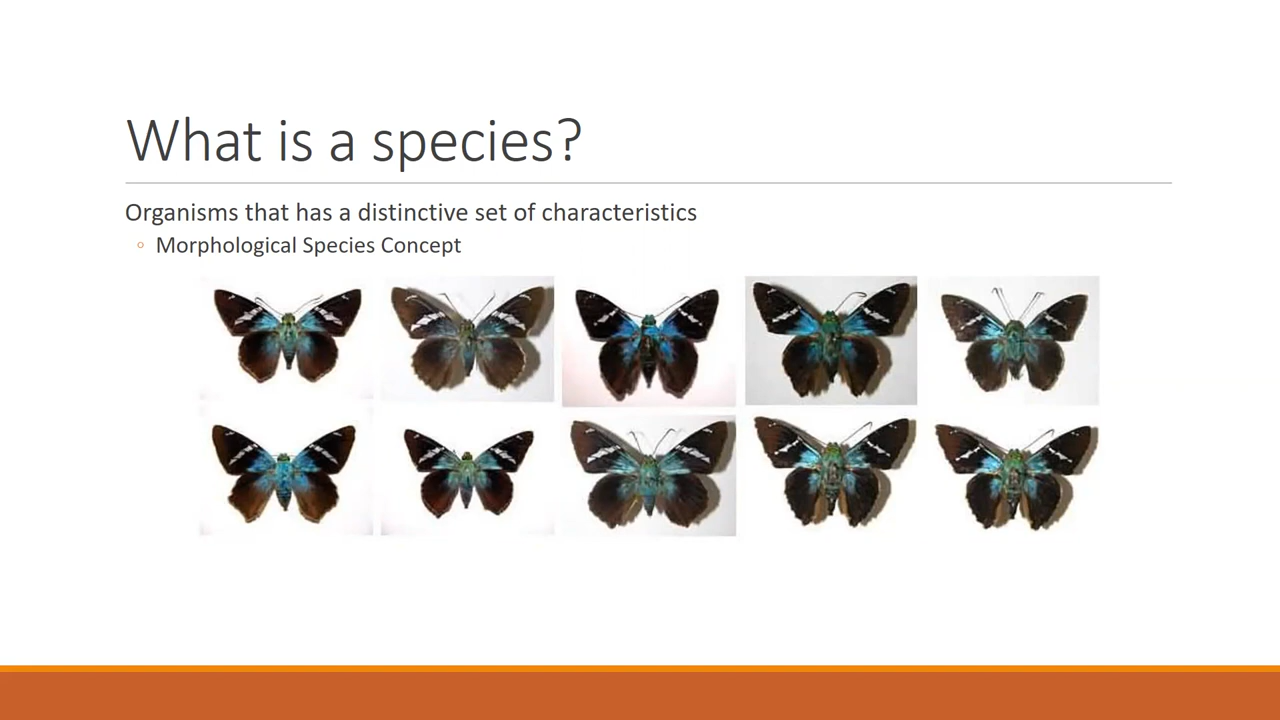 What is a species?
Organisms that has a distinctive set of characteristics
◦ Morphological Species Concept